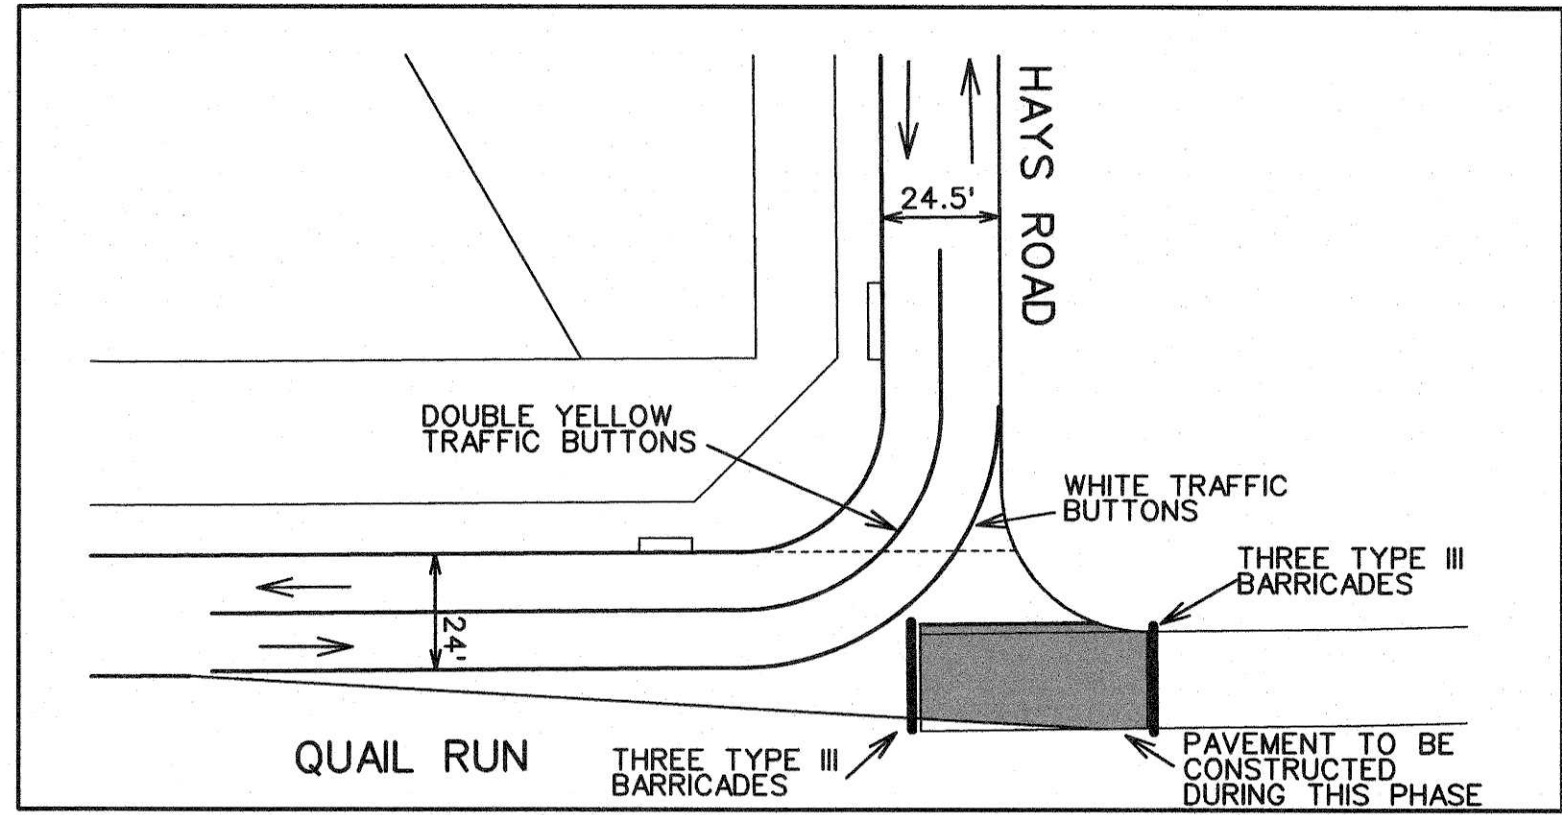 HAYS ROAD
24.5'
DOUBLE YELLOW
TRAFFIC BUTTONS
WHITE TRAFFIC
BUTTONS
THREE TYPE III
BARRICADES
24'
QUAIL RUN
THREE TYPE III
BARRICADES
PAVEMENT TO BE
CONSTRUCTED
DURING THIS PHASE